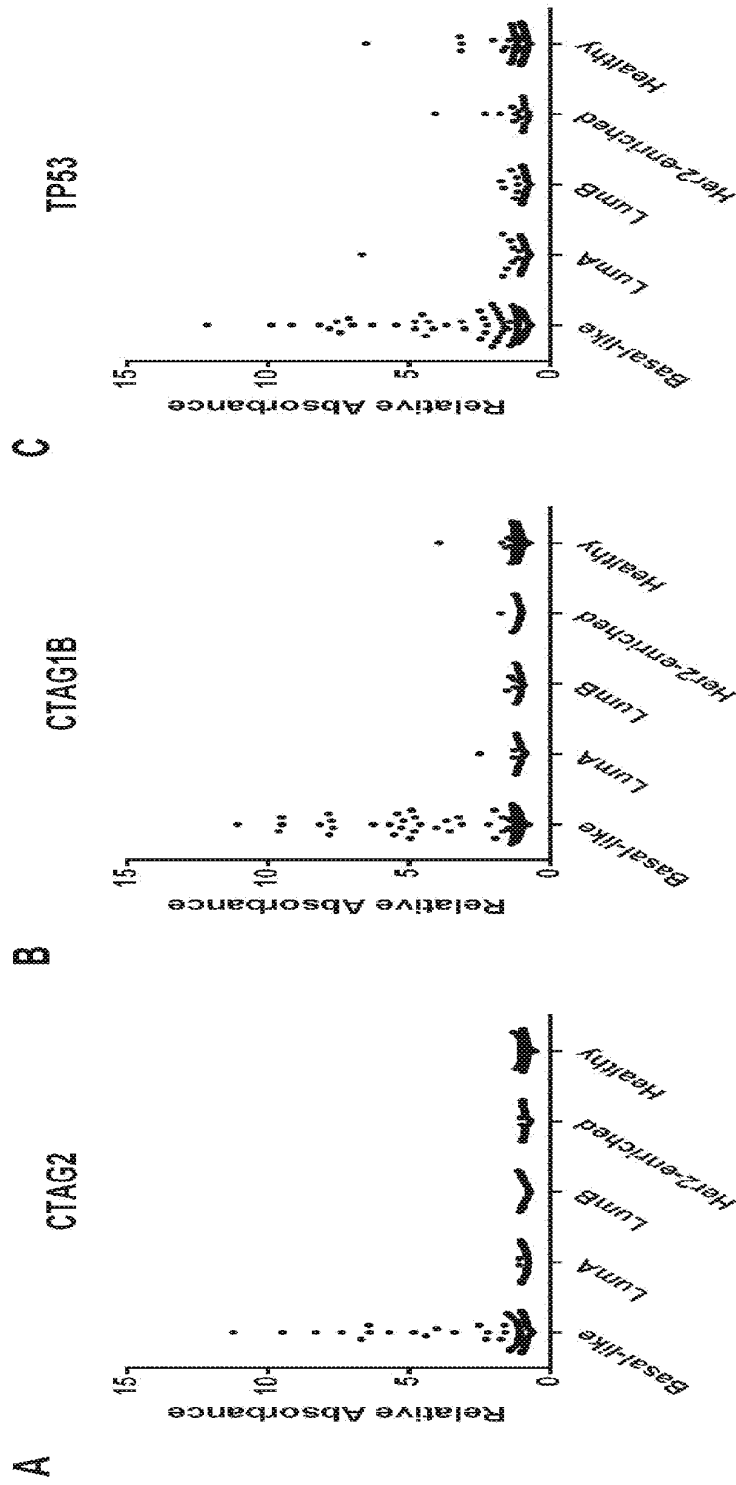 A
CTAG2
Relative Absorbance
15
10
5
0
Basal-like
LumA
LumB
Her2-enriched
Healthy
B
CTAG1B
Relative Absorbance
15
10
5
0
Basal-like
LumA
LumB
Her2-enriched
Healthy
C
TP53
Relative Absorbance
15
10
5
0
Basal-like
LumA
LumB
Her2-enriched
Healthy